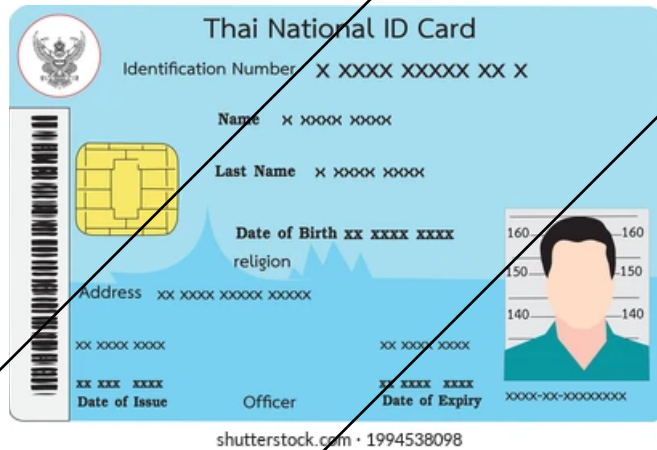 Thai National ID Card
Identification Number X XXXX XXXXX XX X
Name X XXXX XXXX
Last Name X XXXX XXXX
Date of Birth xx xxxx xxxx
religion
160 160
150 150
140 140
Address xx xxxx xxxxx xxxxx
xx xxxx xxxx xx xxxx xxxx
xx xxx xxxx xx xxxx xxxx
Date of Issue Officer Date of Expiry xxxx-xx-xxxxxxxx
shutterstock.com · 1994538098